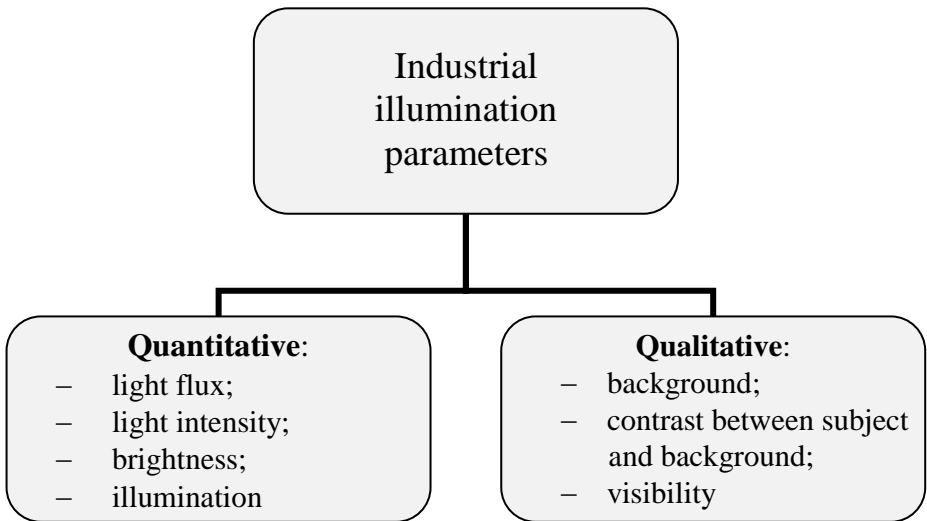 Industrial
illumination
parameters
Quantitative:
– light flux;
– light intensity;
– brightness;
– illumination
Qualitative:
– background;
– contrast between subject
and background;
– visibility